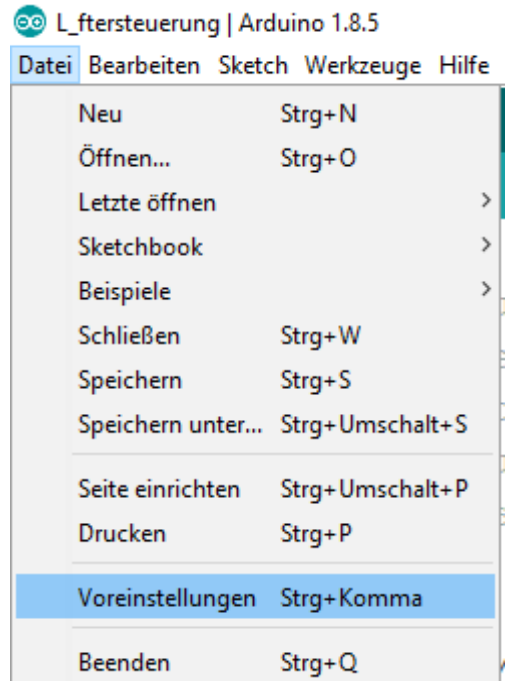 L_ftersteuerung | Arduino 1.8.5
Datei Bearbeiten Sketch Werkzeuge Hilfe
Neu Strg+N
Öffnen... Strg+O
Letzte öffnen
Sketchbook
Beispiele
Schließen Strg+W
Speichern Strg+S
Speichern unter... Strg+Umschalt+S
Seite einrichten Strg+Umschalt+P
Drucken Strg+P
Voreinstellungen Strg+Komma
Beenden Strg+Q